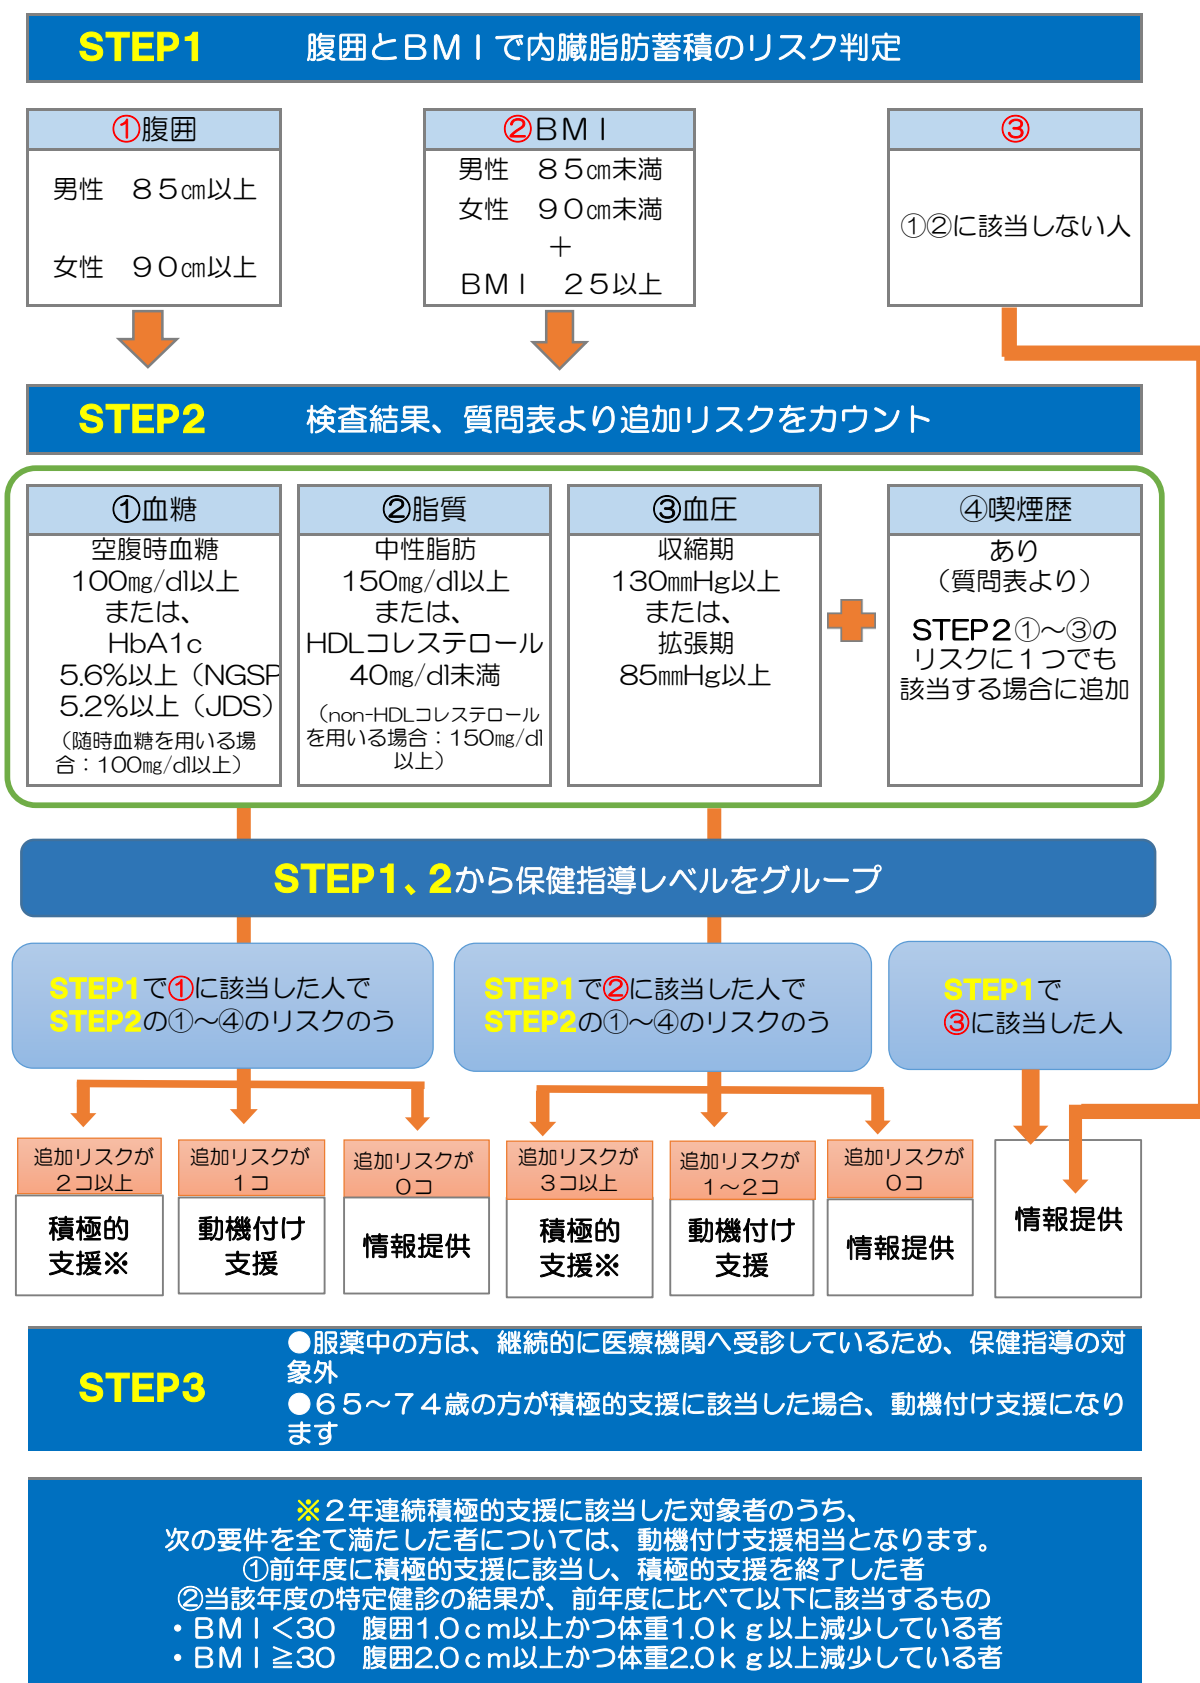 STEP1 腹囲とBMIで内臓脂肪蓄積のリスク判定
①腹囲
男性 85㎝以上
女性 90㎝以上
②BMI
男性 85㎝未満
女性 90㎝未満
＋
BMI 25以上
③
①②に該当しない人
STEP2 検査結果、質問表より追加リスクをカウント
①血糖
空腹時血糖
100㎎/dl以上
または、
HbA1c
5.6%以上（NGSP
5.2%以上（JDS）
（随時血糖を用いる場
合：100㎎/dl以上）
②脂質
中性脂肪
150㎎/dl以上
または、
HDLコレステロール
40㎎/dl未満
（non-HDLコレステロール
を用いる場合：150㎎/dl
以上）
③血圧
収縮期
130㎜Hg以上
または、
拡張期
85㎜Hg以上
④喫煙歴
あり
（質問表より）
STEP２①～③の
リスクに１つでも
該当する場合に追加
STEP1、2から保健指導レベルをグループ
STEP1で①に該当した人で
STEP2の①～④のリスクのう
STEP1で②に該当した人で
STEP2の①～④のリスクのう
STEP1で
③に該当した人
追加リスクが
２コ以上
積極的
支援※
追加リスクが
１コ
動機付け
支援
追加リスクが
０コ
情報提供
追加リスクが
３コ以上
積極的
支援※
追加リスクが
１～２コ
動機付け
支援
追加リスクが
０コ
情報提供
情報提供
STEP3
●服薬中の方は、継続的に医療機関へ受診しているため、保健指導の対
象外
●６５～７４歳の方が積極的支援に該当した場合、動機付け支援になり
ます
※２年連続積極的支援に該当した対象者のうち、
次の要件を全て満たした者については、動機付け支援相当となります。
①前年度に積極的支援に該当し、積極的支援を終了した者
②当該年度の特定健診の結果が、前年度に比べて以下に該当するもの
・ＢＭＩ＜30 腹囲1.0ｃｍ以上かつ体重1.0ｋｇ以上減少している者
・ＢＭＩ≧30 腹囲2.0ｃｍ以上かつ体重2.0ｋｇ以上減少している者